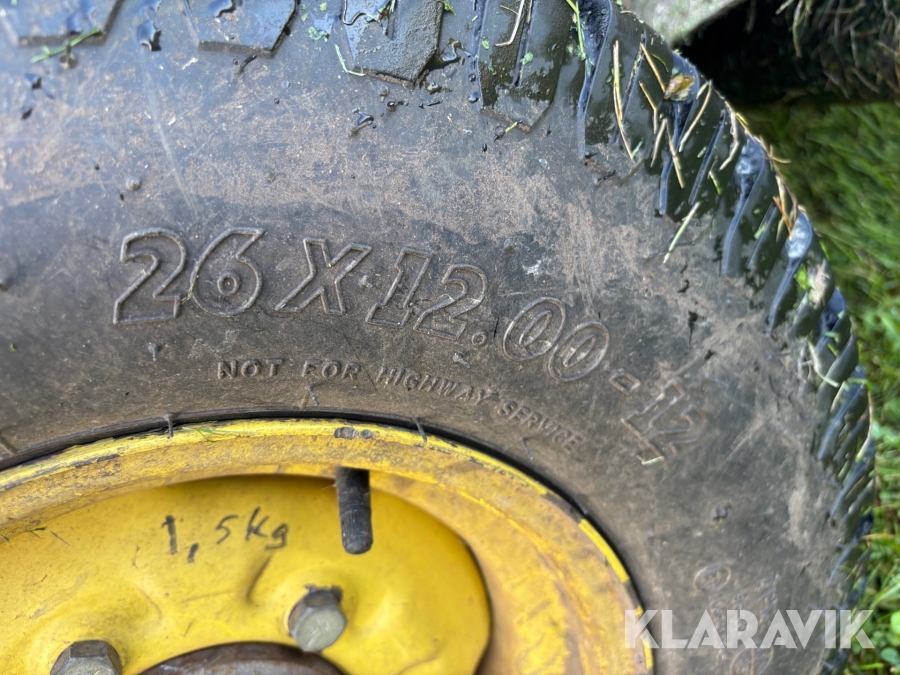 26X12.00-12
NOT FOR HIGHWAY SERVICE
1,5kg
KLARAVIK